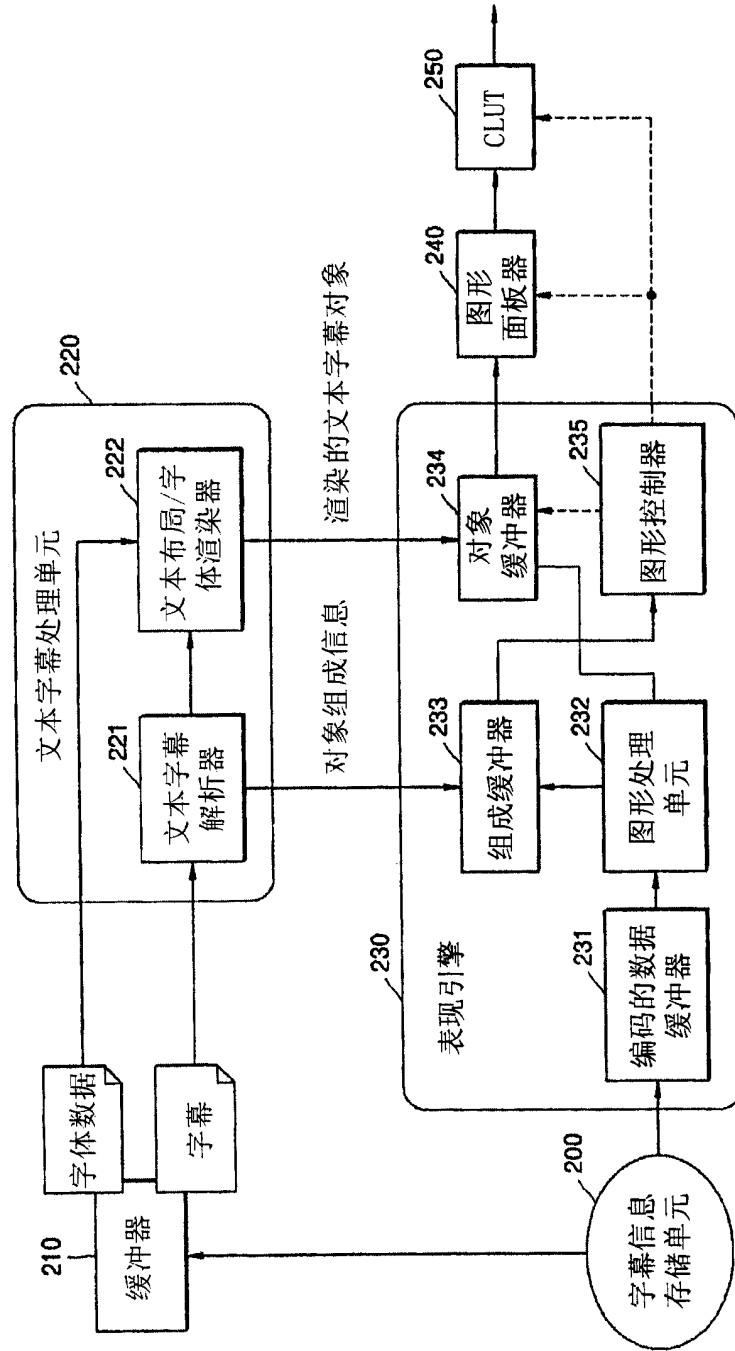 210
缓冲器
字体数据
字幕
220
文本字幕处理单元
221
文本字幕
解析器
222
文本布局/字
体渲染器
对象组成信息
渲染的文本字幕对象
200
字幕信息
存储单元
230
表现引擎
231
编码的数据
缓冲器
232
图形处理
单元
233
组成缓冲器
234
对象
缓冲器
235
图形控制器
240
图形
面板器
250
CLUT